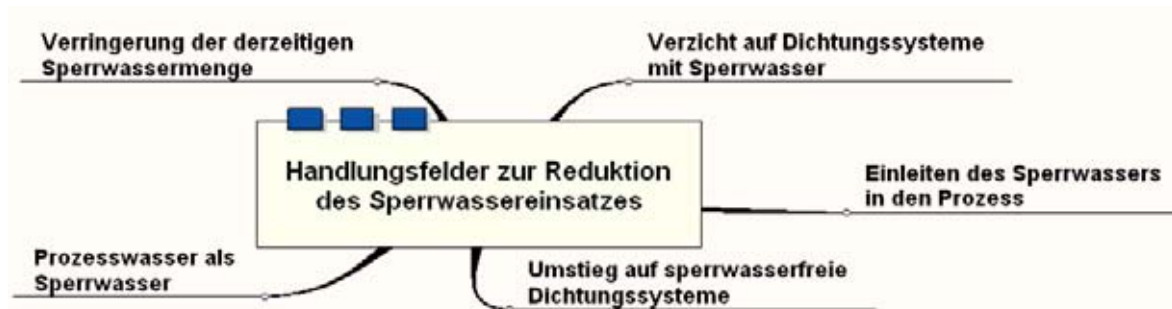 Verringerung der derzeitigen
Sperrwassermenge
Verzicht auf Dichtungssysteme
mit Sperrwasser
Handlungsfelder zur Reduktion
des Sperrwassereinsatzes
Einleiten des Sperrwassers
in den Prozess
Prozesswasser als
Sperrwasser
Umstieg auf sperrwasserfreie
Dichtungssysteme